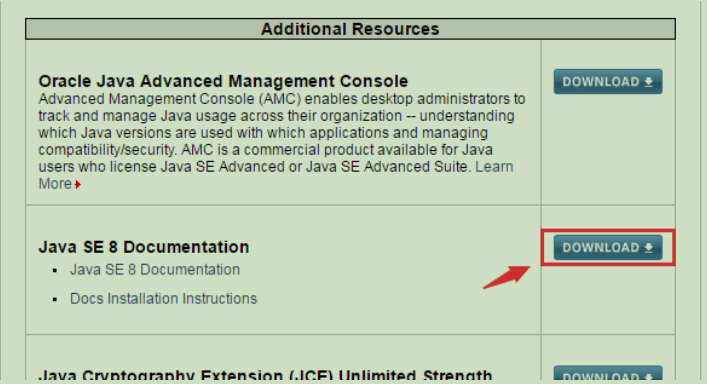 Additional Resources
Oracle Java Advanced Management Console
DOWNLOAD
Advanced Management Console (AMC) enables desktop administrators to
track and manage Java usage across their organization -- understanding
which Java versions are used with which applications and managing
compatibility/security. AMC is a commercial product available for Java
users who license Java SE Advanced or Java SE Advanced Suite. Learn
More
Java SE 8 Documentation
DOWNLOAD
Java SE 8 Documentation
Docs Installation Instructions
Java Cryptography Extension (JCE) Unlimited Strength
DOWNLOAD